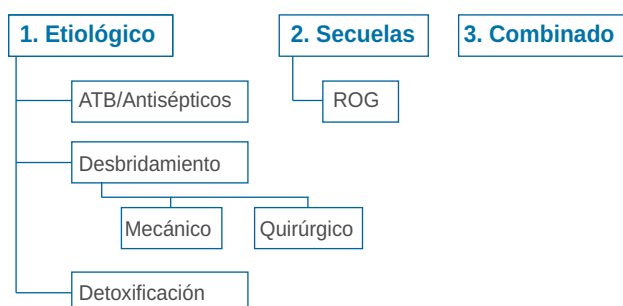 1. Etiológico
2. Secuelas
3. Combinado
ATB/Antisépticos
ROG
Desbridamiento
Mecánico
Quirúrgico
Detoxificación